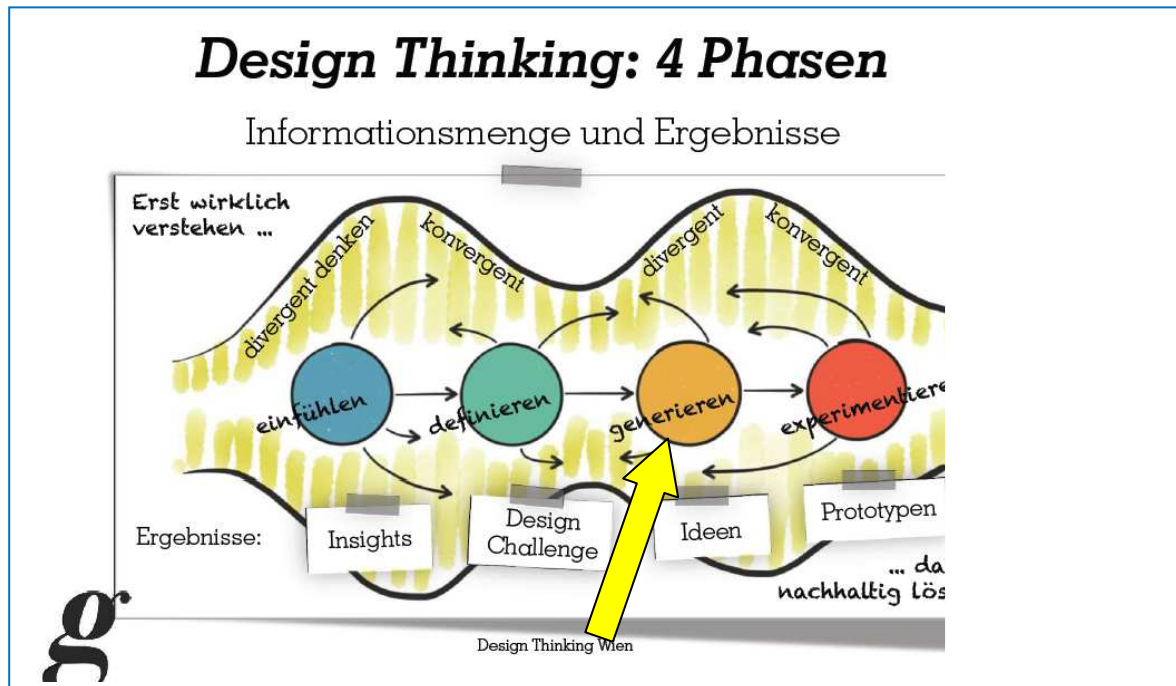 Design Thinking: 4 Phasen
Informationsmenge und Ergebnisse
Erst wirklich
verstehen ...
divergent denken
konvergent
divergent
konvergent
einfühlen
definieren
generieren
experimentiere
Ergebnisse:
Insights
Design
Challenge
Ideen
Prototypen
... da
nachhaltig lös
g
Design Thinking Wien